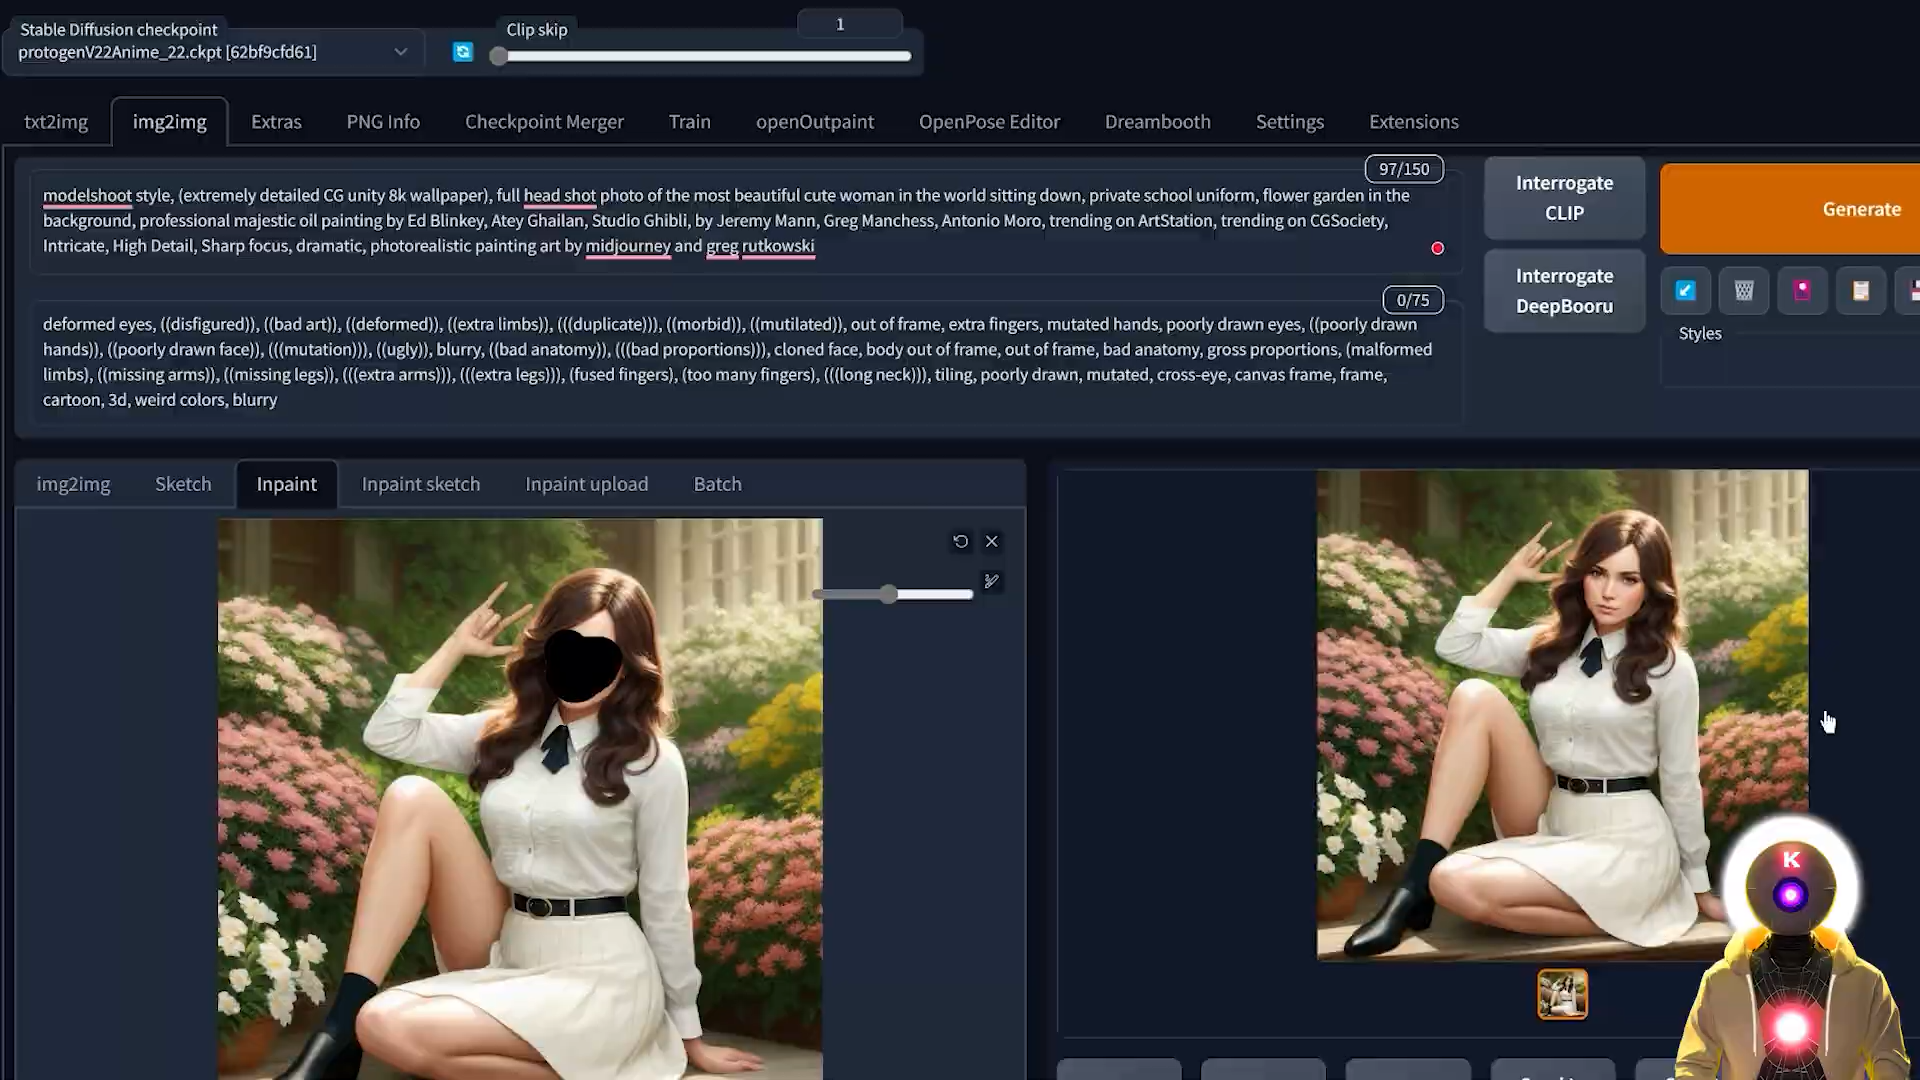 Stable Diffusion checkpoint
protogenV22Anime_22.ckpt [62bf9cfd61]
Clip skip
1
txt2img
img2img
Extras
PNG Info
Checkpoint Merger
Train
openOutpaint
OpenPose Editor
Dreambooth
Settings
Extensions
97/150
modelshoot style, (extremely detailed CG unity 8k wallpaper), full head shot photo of the most beautiful cute woman in the world sitting down, private school uniform, flower garden in the
background, professional majestic oil painting by Ed Blinkey, Atey Ghailan, Studio Ghibli, by Jeremy Mann, Greg Manchess, Antonio Moro, trending on ArtStation, trending on CGSociety,
Intricate, High Detail, Sharp focus, dramatic, photorealistic painting art by midjourney and greg rutkowski
Interrogate
CLIP
Generate
Interrogate
DeepBooru
0/75
deformed eyes, ((disfigured)), ((bad art)), ((deformed)), ((extra limbs)), (((duplicate))), ((morbid)), ((mutilated)), out of frame, extra fingers, mutated hands, poorly drawn eyes, ((poorly drawn
hands)), ((poorly drawn face)), (((mutation))), ((ugly)), blurry, ((bad anatomy)), (((bad proportions))), cloned face, body out of frame, out of frame, bad anatomy, gross proportions, (malformed
limbs), ((missing arms)), ((missing legs)), (((extra arms))), (((extra legs))), (fused fingers), (too many fingers), (((long neck))), tiling, poorly drawn, mutated, cross-eye, canvas frame, frame,
cartoon, 3d, weird colors, blurry
Styles
img2img
Sketch
Inpaint
Inpaint sketch
Inpaint upload
Batch
K